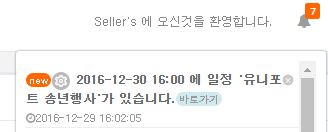 Seller's 에 오신것을 환영합니다.
7
new 2016-12-30 16:00 에 일정 '유니포
트 송년행사'가 있습니다. 바로가기
2016-12-29 16:02:05